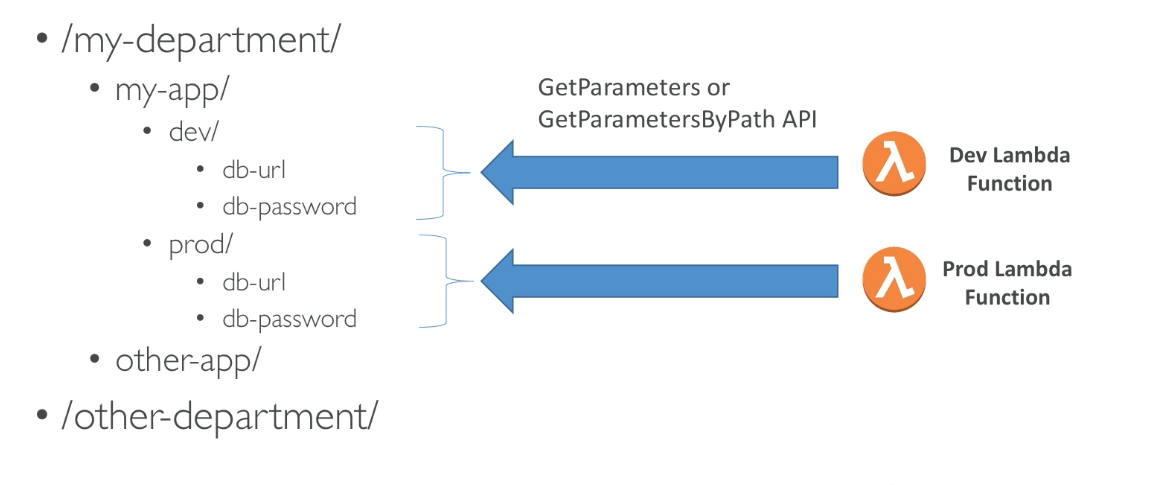 • /my-department/
• my-app/
• dev/
• db-url
• db-password
• prod/
• db-url
• db-password
• other-app/
• /other-department/
GetParameters or
GetParametersByPath API
λ
Dev Lambda
Function
λ
Prod Lambda
Function